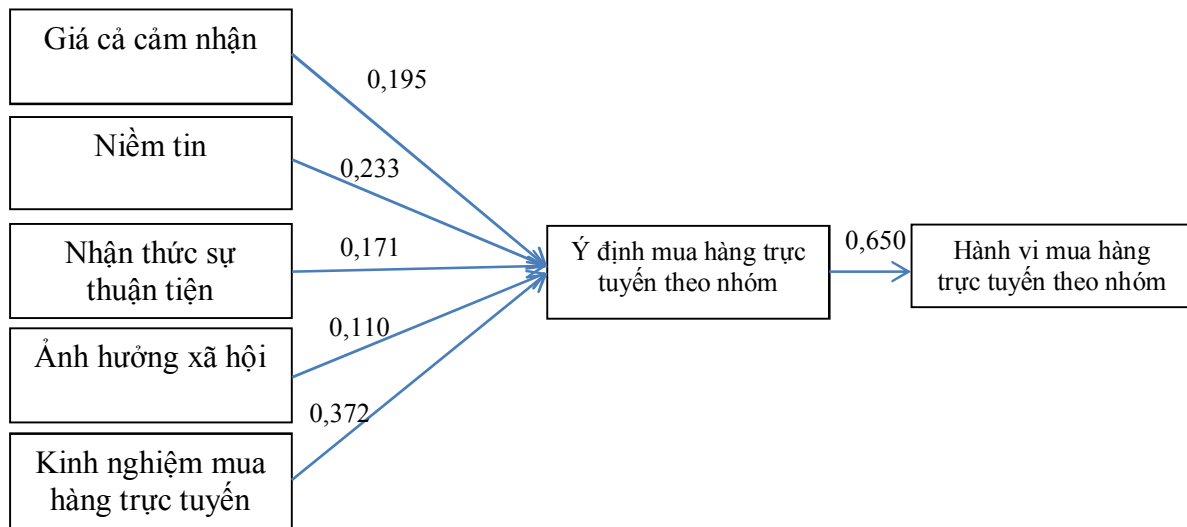 Giá cả cảm nhận
0,195
Niềm tin
0,233
Nhận thức sự
thuận tiện
0,171
Ý định mua hàng trực
tuyến theo nhóm
0,650
Hành vi mua hàng
trực tuyến theo nhóm
Ảnh hưởng xã hội
0,110
0,372
Kinh nghiệm mua
hàng trực tuyến